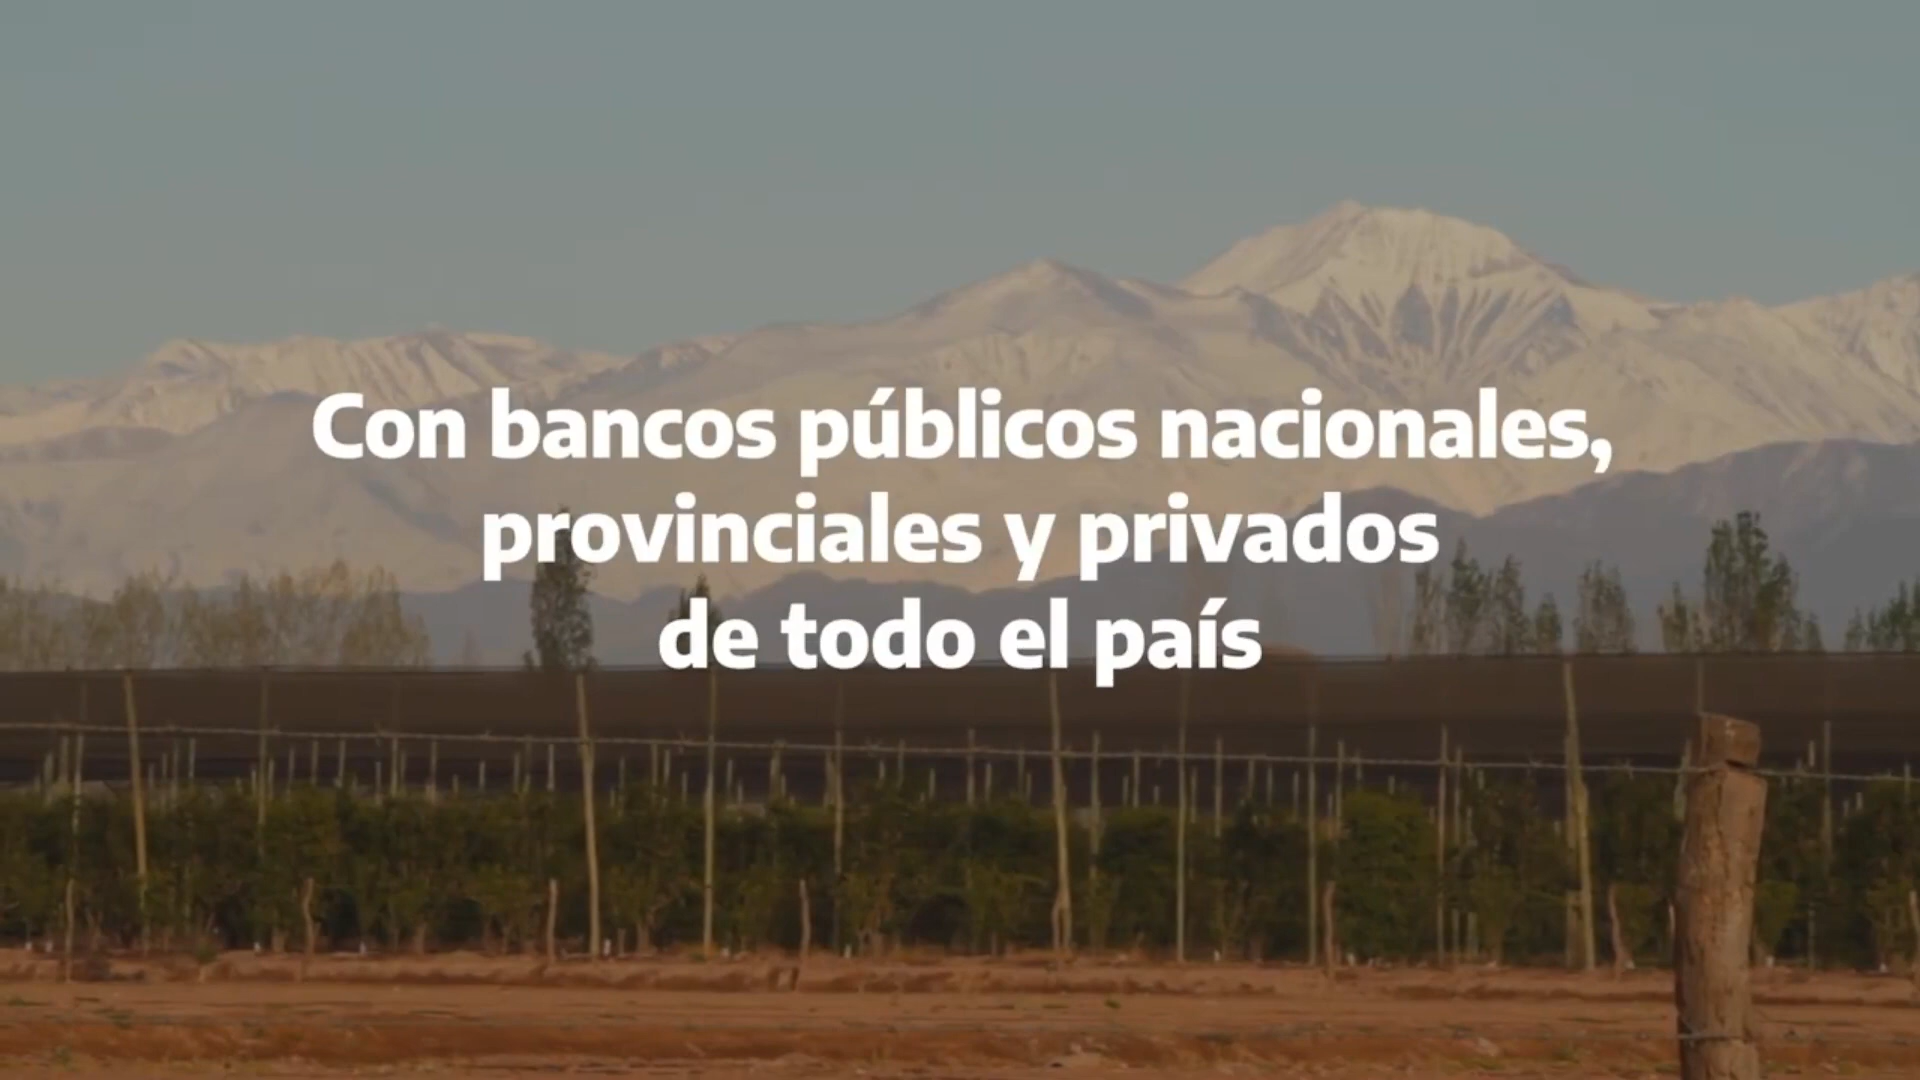 Con bancos públicos nacionales,
provinciales y privados
de todo el país